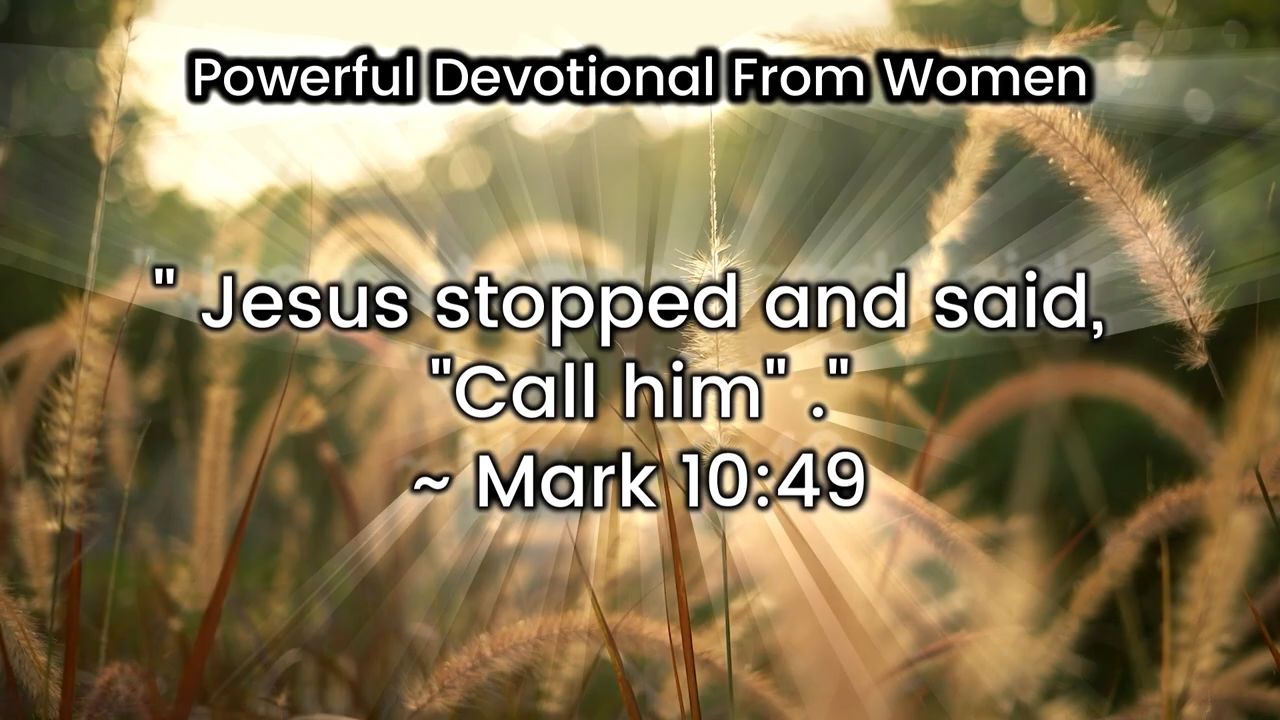 Powerful Devotional From Women
" Jesus stopped and said,
"Call him" ."
~ Mark 10:49